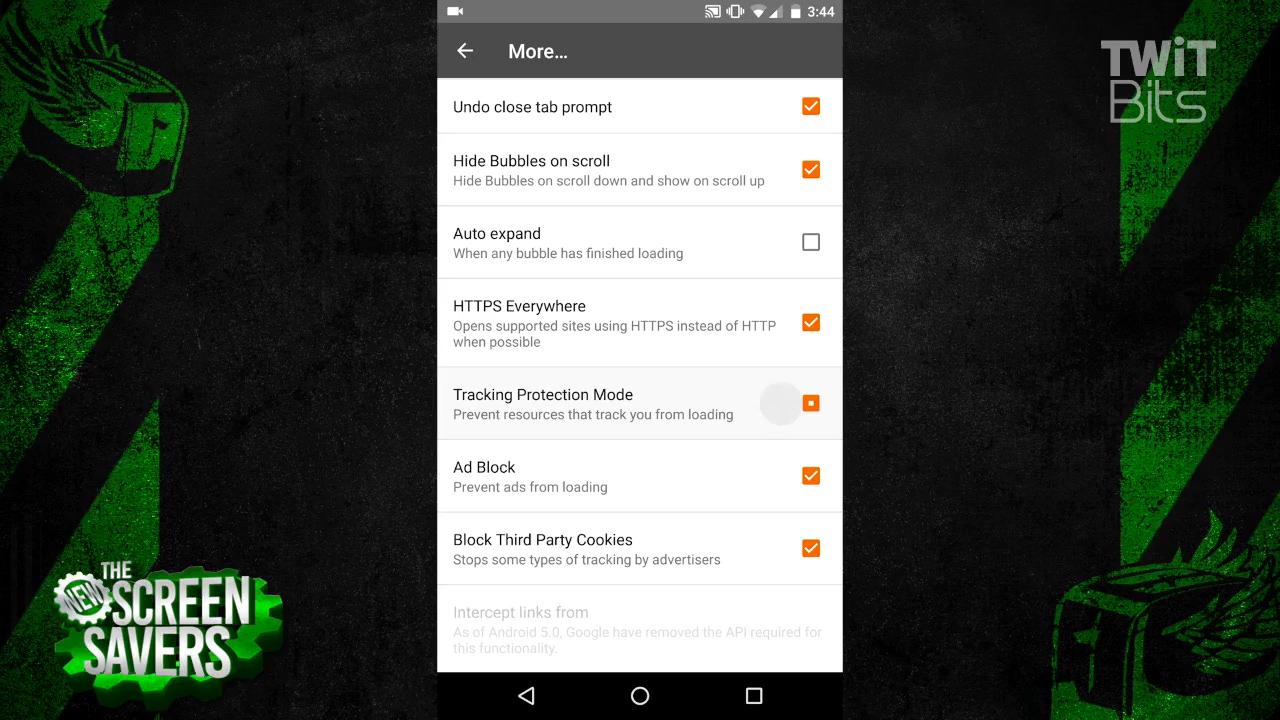 3:44
More...
Undo close tab prompt
Hide Bubbles on scroll
Hide Bubbles on scroll down and show on scroll up
Auto expand
When any bubble has finished loading
HTTPS Everywhere
Opens supported sites using HTTPS instead of HTTP
when possible
Tracking Protection Mode
Prevent resources that track you from loading
Ad Block
Prevent ads from loading
Block Third Party Cookies
Stops some types of tracking by advertisers
Intercept links from
As of Android 5.0, Google have removed the API required for
this functionality.
TWiT
Bits
THE
NEW
SCREEN
SAVERS